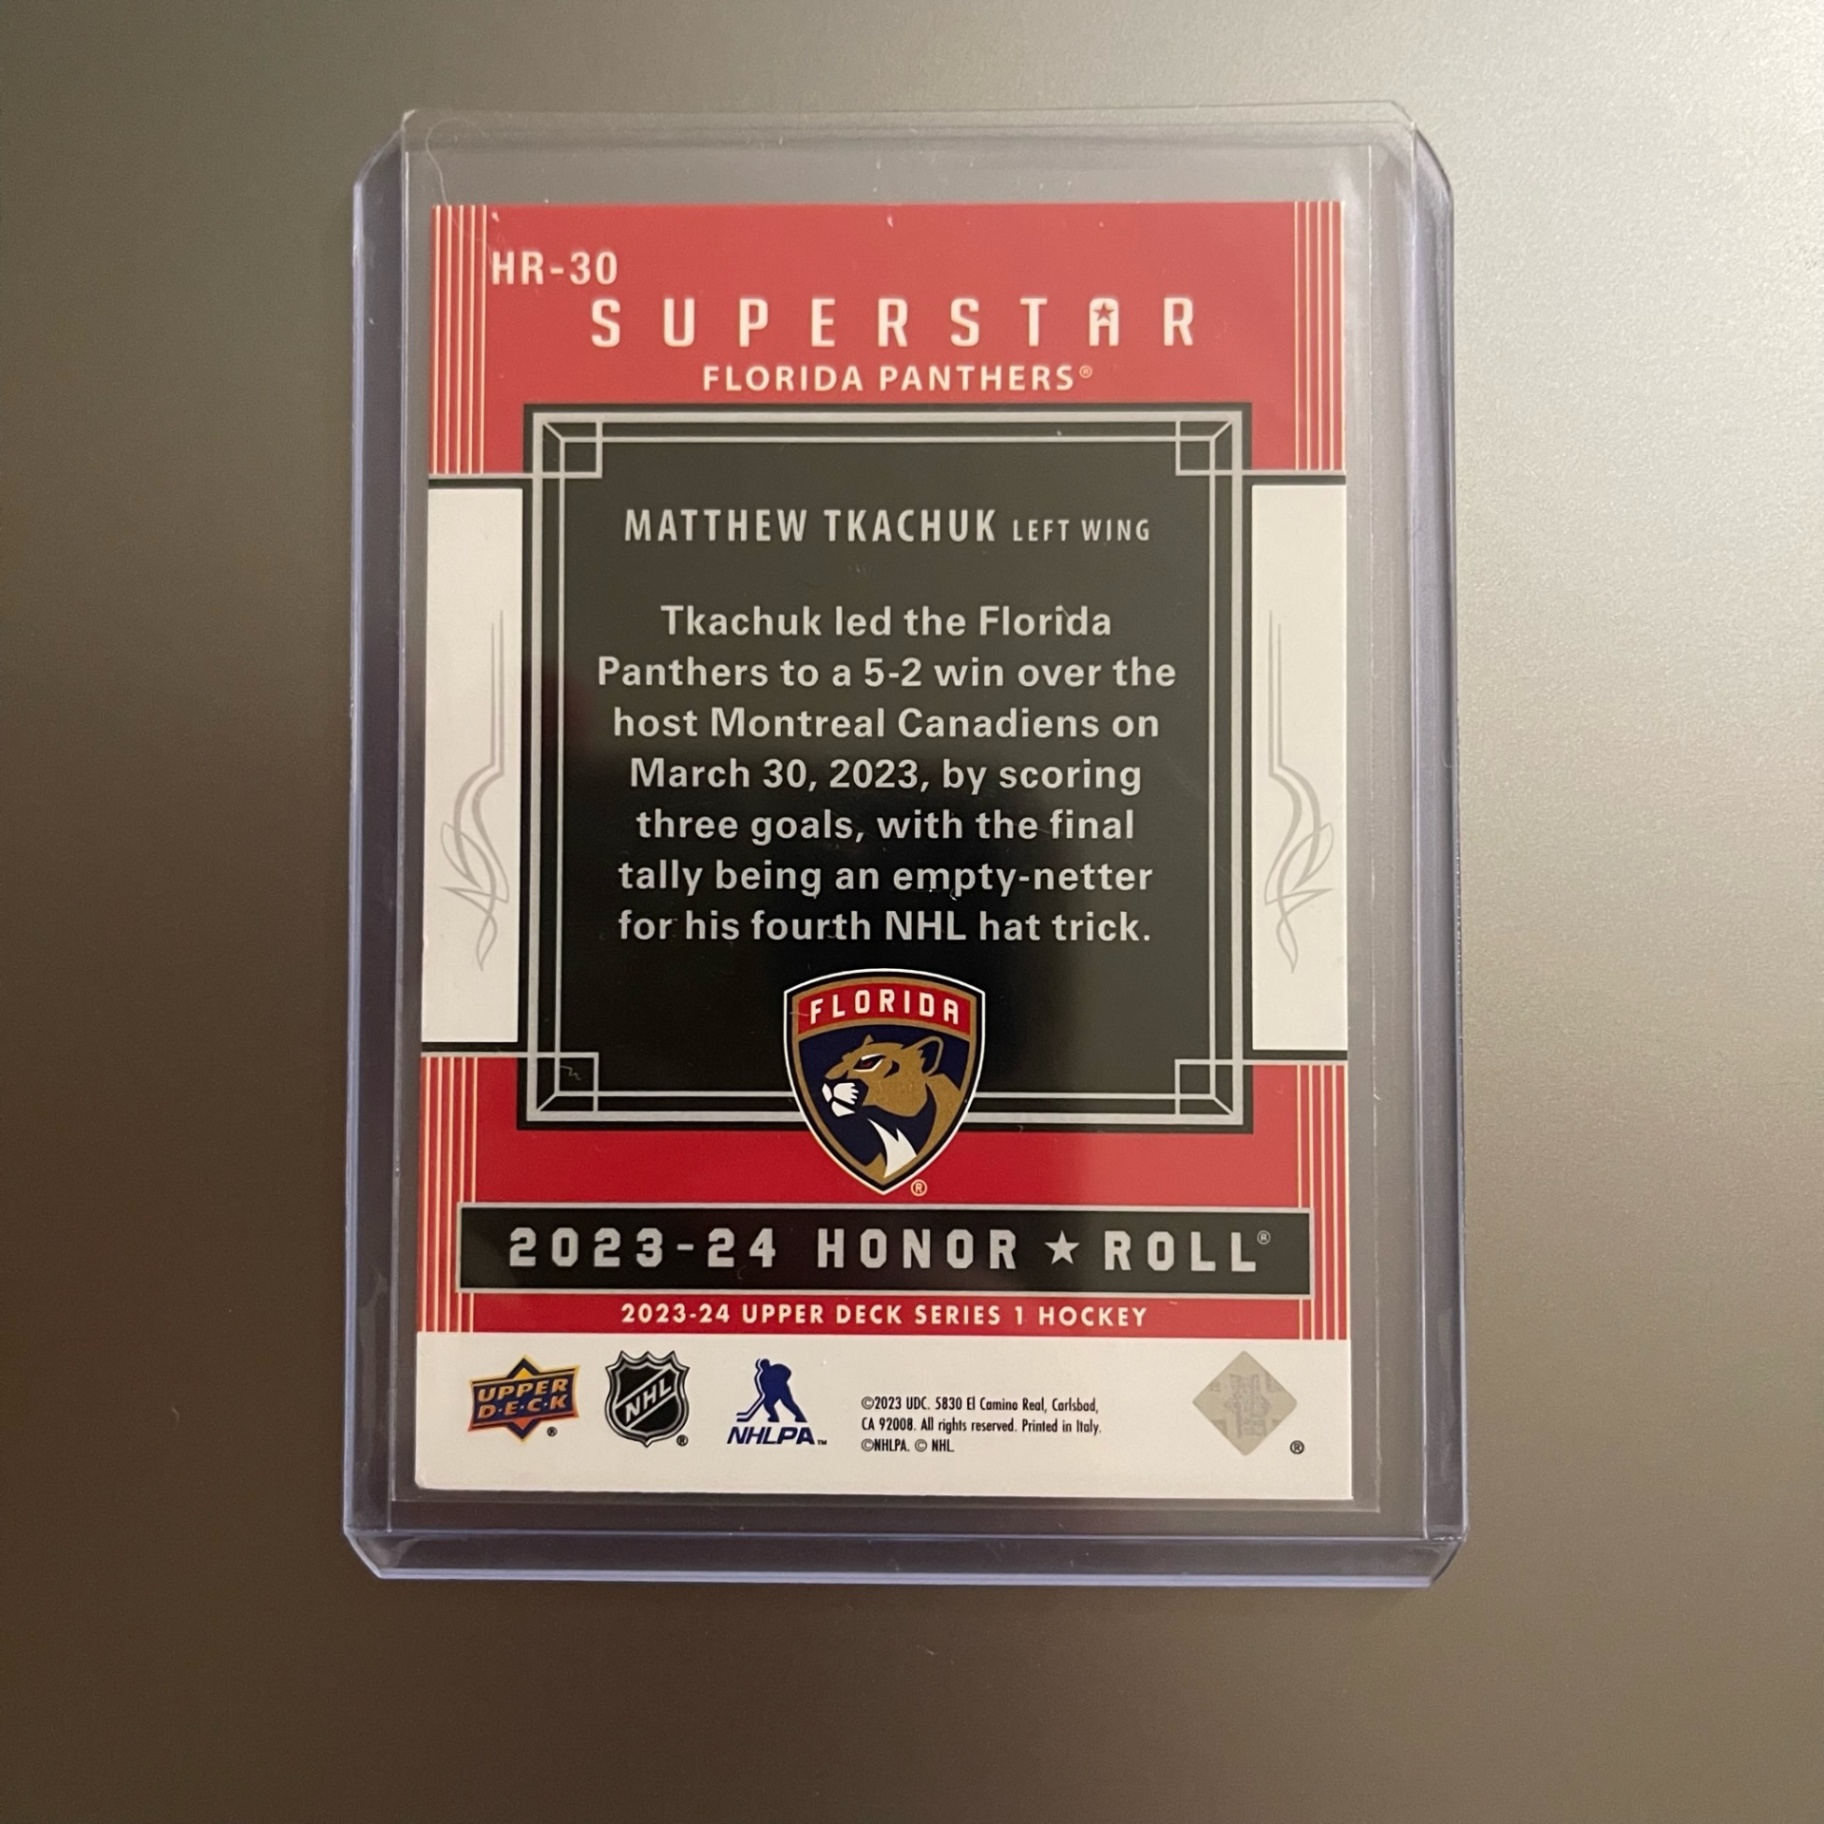 HR-30
SUPERSTAR
FLORIDA PANTHERS®
MATTHEW TKACHUK LEFT WING
Tkachuk led the Florida
Panthers to a 5-2 win over the
host Montreal Canadiens on
March 30, 2023, by scoring
three goals, with the final
tally being an empty-netter
for his fourth NHL hat trick.
FLORIDA
®
2023-24 HONOR ★ ROLL®
2023-24 UPPER DECK SERIES 1 HOCKEY
UPPER
D·E·C·K
®
NHL
®
NHLPA™
©2023 UDC. 5830 El Camino Real, Carlsbad,
CA 92008. All rights reserved. Printed in Italy.
©NHLPA. © NHL
®